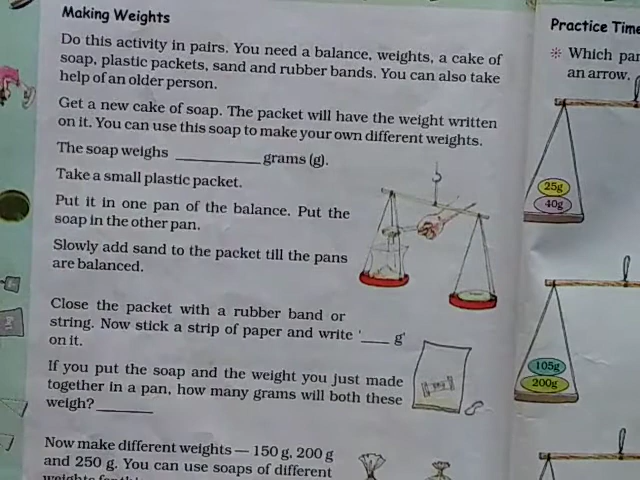 Making Weights
Do this activity in pairs. You need a balance, weights, a cake of
soap, plastic packets, sand and rubber bands. You can also take
help of an older person.
Get a new cake of soap. The packet will have the weight written
on it. You can use this soap to make your own different weights.
The soap weighs __________ grams (g).
Take a small plastic packet.
Put it in one pan of the balance. Put the
soap in the other pan.
Slowly add sand to the packet till the pans
are balanced.
Close the packet with a rubber band or
string. Now stick a strip of paper and write '____ g'
on it.
If you put the soap and the weight you just made
together in a pan, how many grams will both these
weigh? _______
Now make different weights — 150 g, 200 g
and 250 g. You can use soaps of different
Practice Time
Which pan
an arrow.
25g
40g
105g
200g